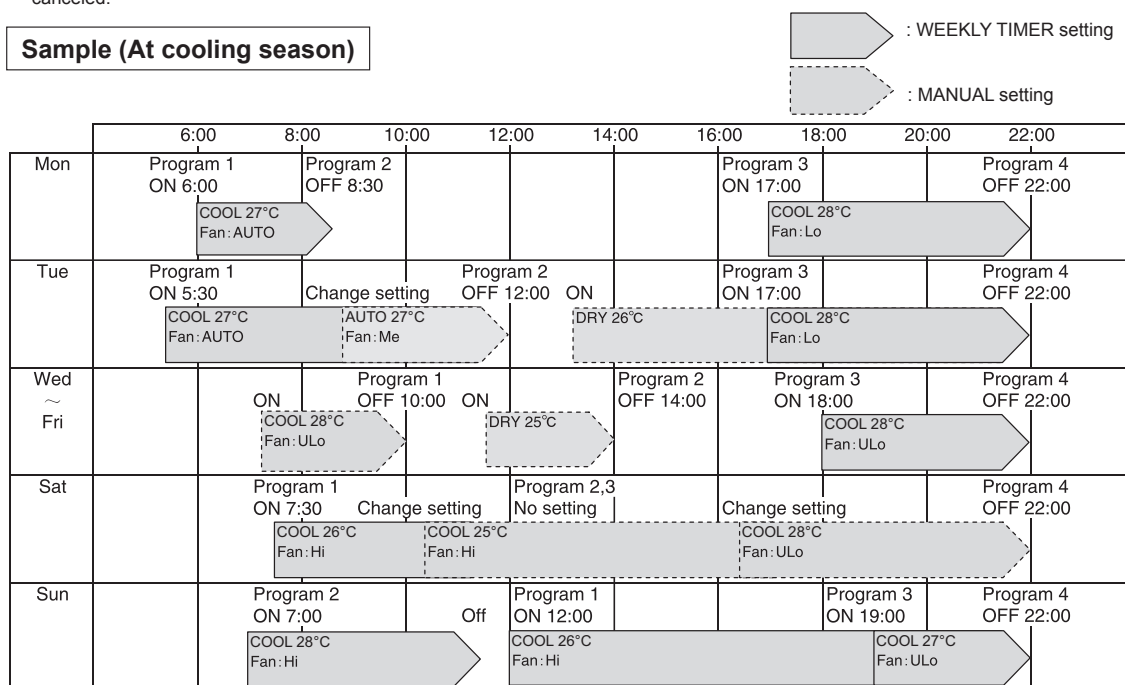 canceled.
Sample (At cooling season)
: WEEKLY TIMER setting
: MANUAL setting
6:00 8:00 10:00 12:00 14:00 16:00 18:00 20:00 22:00
Mon Program 1 Program 2 Program 3 Program 4
ON 6:00 OFF 8:30 ON 17:00 OFF 22:00
COOL 27°C COOL 28°C
Fan:AUTO Fan:Lo
Tue Program 1 Program 2 Program 3 Program 4
ON 5:30 Change setting OFF 12:00 ON ON 17:00 OFF 22:00
COOL 27°C AUTO 27°C DRY 26°C COOL 28°C
Fan:AUTO Fan:Me Fan:Lo
Wed Program 1 Program 2 Program 3 Program 4
~ ON OFF 10:00 ON OFF 14:00 ON 18:00 OFF 22:00
Fri COOL 28°C DRY 25°C COOL 28°C
Fan:ULo Fan:ULo
Sat Program 1 Program 2,3 Program 4
ON 7:30 Change setting No setting Change setting OFF 22:00
COOL 26°C COOL 25°C COOL 28°C
Fan:Hi Fan:Hi Fan:ULo
Sun Program 2 Program 1 Program 3 Program 4
ON 7:00 Off ON 12:00 ON 19:00 OFF 22:00
COOL 28°C COOL 26°C COOL 27°C
Fan:Hi Fan:Hi Fan:ULo